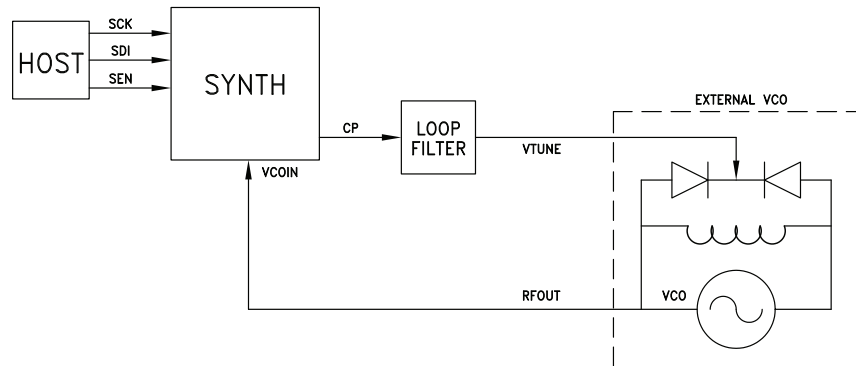 SCK
SDI
SEN
HOST
SYNTH
CP
LOOP
FILTER
VTUNE
EXTERNAL VCO
VCOIN
RFOUT
VCO